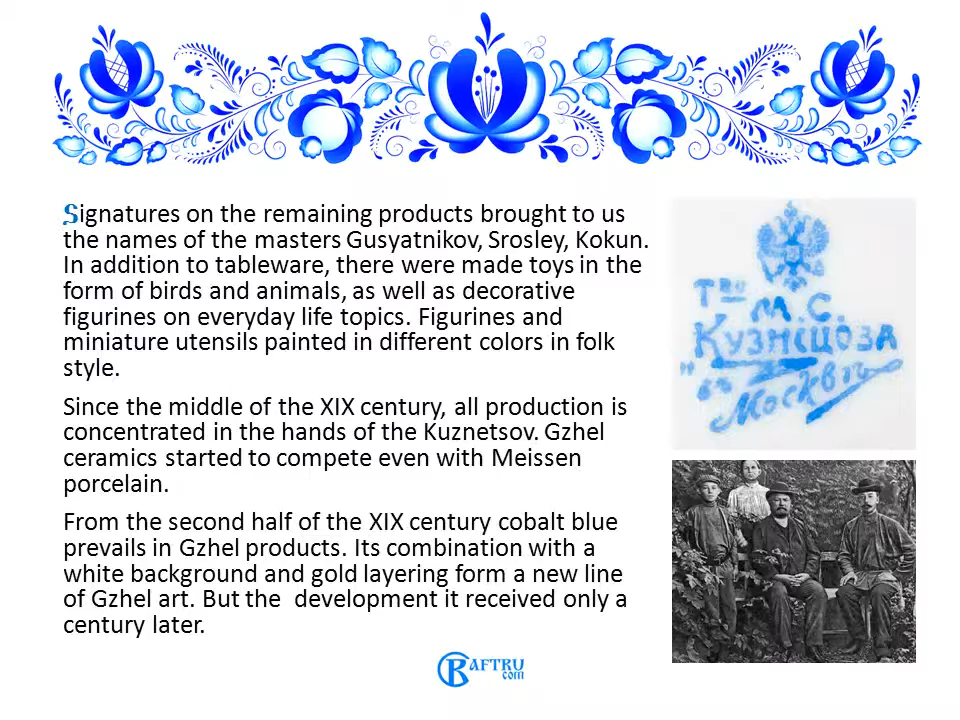 Signatures on the remaining products brought to us
the names of the masters Gusyatnikov, Srosley, Kokun.
In addition to tableware, there were made toys in the
form of birds and animals, as well as decorative
figurines on everyday life topics. Figurines and
miniature utensils painted in different colors in folk
style.
Since the middle of the XIX century, all production is
concentrated in the hands of the Kuznetsov. Gzhel
ceramics started to compete even with Meissen
porcelain.
From the second half of the XIX century cobalt blue
prevails in Gzhel products. Its combination with a
white background and gold layering form a new line
of Gzhel art. But the  development it received only a
century later.
Т-во
М.С.
Кузнецова
въ
Москвъ
CRAFTRU
com